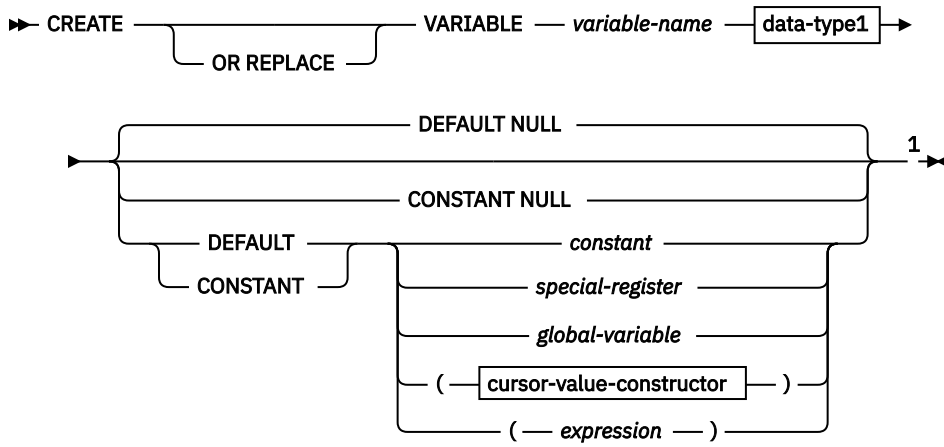 CREATE VARIABLE variable-name data-type1
OR REPLACE
DEFAULT NULL
1
CONSTANT NULL
DEFAULT constant
CONSTANT special-register
global-variable
( cursor-value-constructor )
( expression )